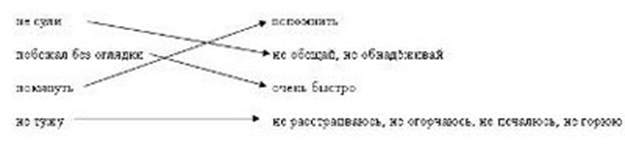 не сули вспомнить
побежал без оглядки не обещай, не обнадёживай
помянуть очень быстро
не тужу не расстраиваюсь, не огорчаюсь, не печалюсь, не горюю